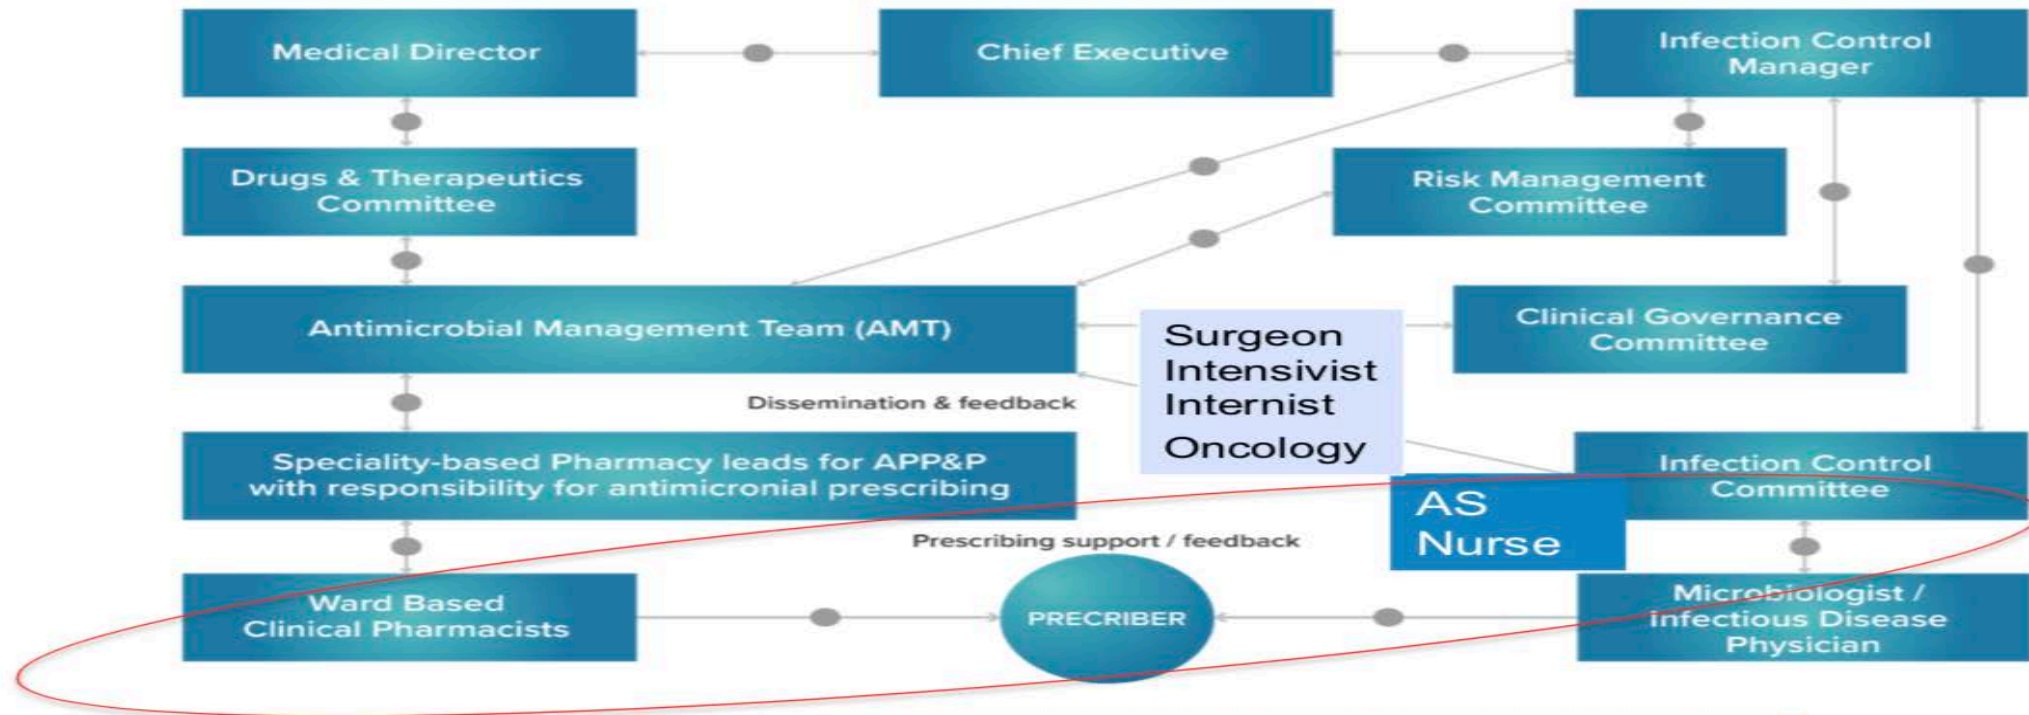 Medical Director
Chief Executive
Infection Control
Manager
Drugs & Therapeutics
Committee
Risk Management
Committee
Antimicrobial Management Team (AMT)
Surgeon
Intensivist
Internist
Oncology
Clinical Governance
Committee
Dissemination & feedback
Speciality-based Pharmacy leads for APP&P
with responsibility for antimicronial prescribing
AS
Nurse
Infection Control
Committee
Prescribing support / feedback
Ward Based
Clinical Pharmacists
PRECRIBER
Microbiologist /
infectious Disease
Physician